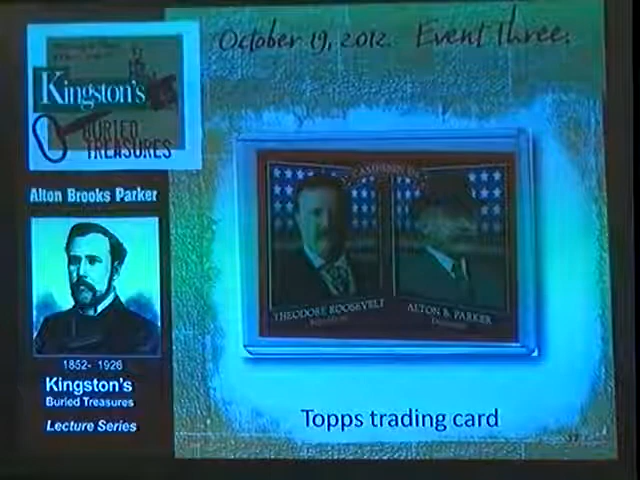 October 19, 2012. Event Three.
Kingston's
BURIED
TREASURES
Alton Brooks Parker
1852- 1926
Kingston's
Buried Treasures
Lecture Series
THEODORE ROOSEVELT
ALTON B. PARKER
Topps trading card